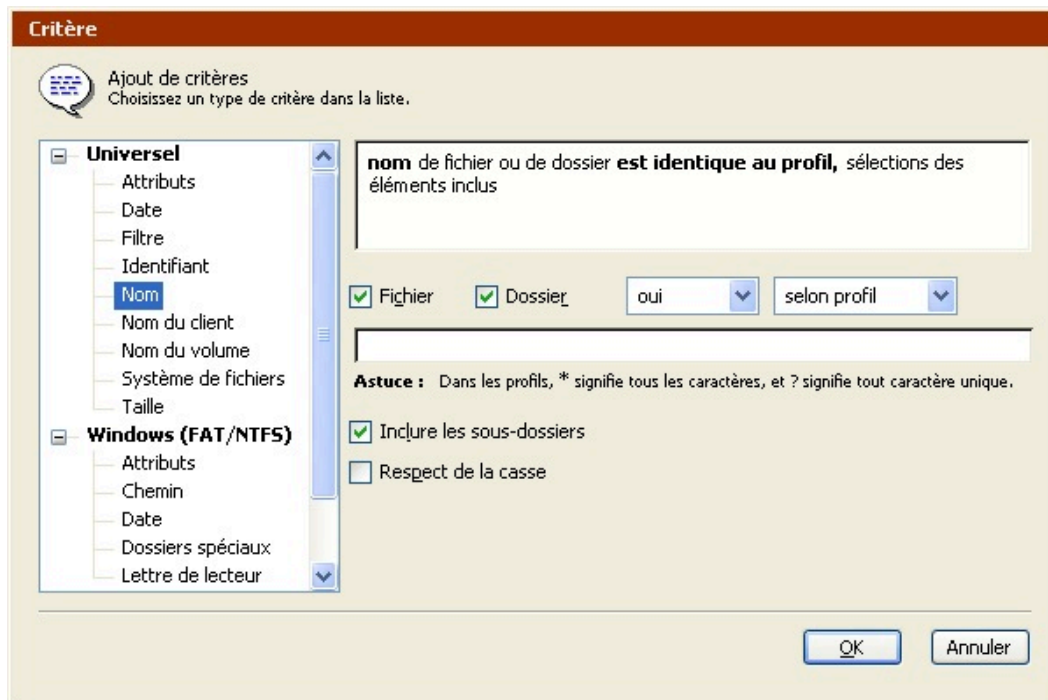 Critère
Ajout de critères
Choisissez un type de critère dans la liste.
Universel
Attributs
Date
Filtre
Identifiant
Nom
Nom du client
Nom du volume
Système de fichiers
Taille
Windows (FAT/NTFS)
Attributs
Chemin
Date
Dossiers spéciaux
Lettre de lecteur
nom de fichier ou de dossier est identique au profil, sélections des
éléments inclus
Fichier Dossier oui selon profil
Astuce : Dans les profils, * signifie tous les caractères, et ? signifie tout caractère unique.
Inclure les sous-dossiers
Respect de la casse
OK Annuler